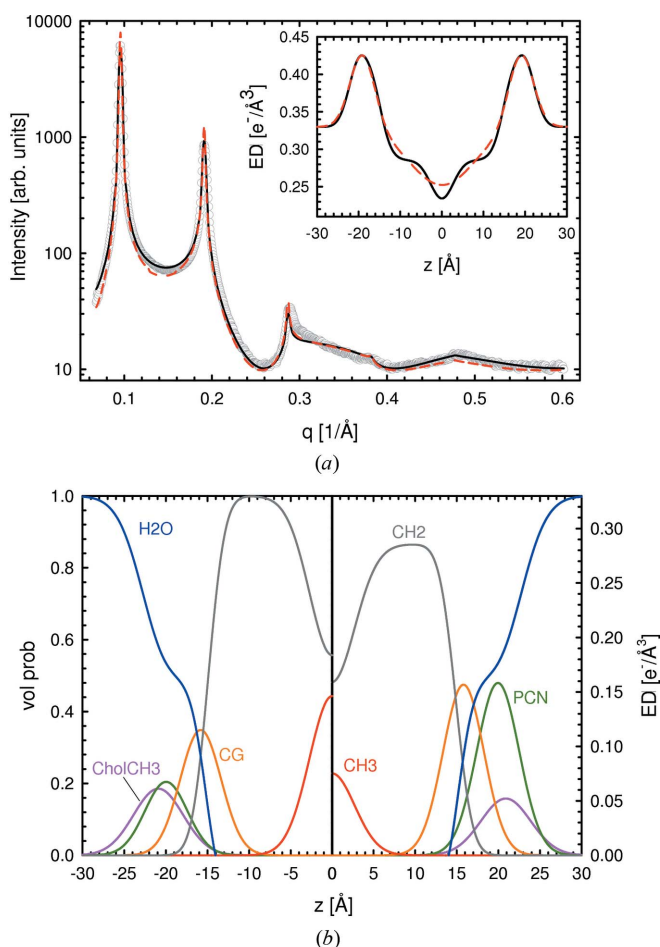 10000
1000
100
10
Intensity [arb. units]
0.1 0.2 0.3 0.4 0.5 0.6
q [1/Å]
0.45
0.40
0.35
0.30
0.25
ED [e⁻/Å³]
-30 -20 -10 0 10 20 30
z [Å]
(a)
1.0
0.8
0.6
0.4
0.2
0.0
vol prob
H2O
CholCH3
CG
CH2
CH3
PCN
0.30
0.25
0.20
0.15
0.10
0.05
0.00
ED [e⁻/Å³]
-30 -25 -20 -15 -10 -5 0 5 10 15 20 25 30
z [Å]
(b)